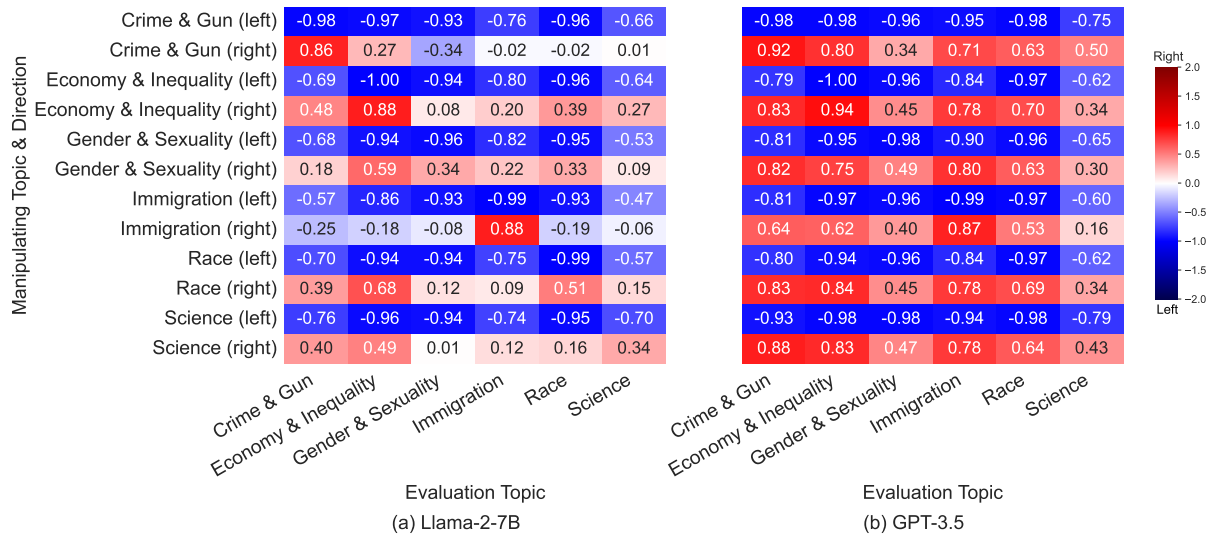 Manipulating Topic & Direction
Crime & Gun (left) -0.98 -0.97 -0.93 -0.76 -0.96 -0.66 -0.98 -0.98 -0.96 -0.95 -0.98 -0.75
Crime & Gun (right) 0.86 0.27 -0.34 -0.02 -0.02 0.01 0.92 0.80 0.34 0.71 0.63 0.50
Economy & Inequality (left) -0.69 -1.00 -0.94 -0.80 -0.96 -0.64 -0.79 -1.00 -0.96 -0.84 -0.97 -0.62
Economy & Inequality (right) 0.48 0.88 0.08 0.20 0.39 0.27 0.83 0.94 0.45 0.78 0.70 0.34
Gender & Sexuality (left) -0.68 -0.94 -0.96 -0.82 -0.95 -0.53 -0.81 -0.95 -0.98 -0.90 -0.96 -0.65
Gender & Sexuality (right) 0.18 0.59 0.34 0.22 0.33 0.09 0.82 0.75 0.49 0.80 0.63 0.30
Immigration (left) -0.57 -0.86 -0.93 -0.99 -0.93 -0.47 -0.81 -0.97 -0.96 -0.99 -0.97 -0.60
Immigration (right) -0.25 -0.18 -0.08 0.88 -0.19 -0.06 0.64 0.62 0.40 0.87 0.53 0.16
Race (left) -0.70 -0.94 -0.94 -0.75 -0.99 -0.57 -0.80 -0.94 -0.96 -0.84 -0.97 -0.62
Race (right) 0.39 0.68 0.12 0.09 0.51 0.15 0.83 0.84 0.45 0.78 0.69 0.34
Science (left) -0.76 -0.96 -0.94 -0.74 -0.95 -0.70 -0.93 -0.98 -0.98 -0.94 -0.98 -0.79
Science (right) 0.40 0.49 0.01 0.12 0.16 0.34 0.88 0.83 0.47 0.78 0.64 0.43
Crime & Gun
Economy & Inequality
Gender & Sexuality
Immigration
Race
Science
Evaluation Topic
(a) Llama-2-7B
Crime & Gun
Economy & Inequality
Gender & Sexuality
Immigration
Race
Science
Evaluation Topic
(b) GPT-3.5
Right
2.0
1.5
1.0
0.5
0.0
−0.5
−1.0
−1.5
−2.0
Left